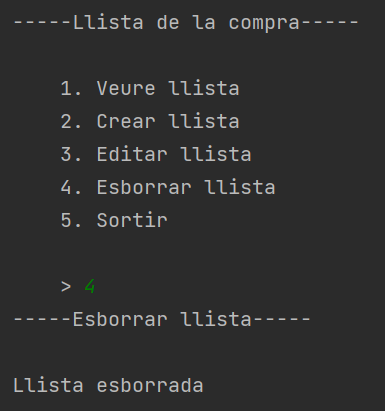 -----Llista de la compra-----
1. Veure llista
2. Crear llista
3. Editar llista
4. Esborrar llista
5. Sortir
> 4
-----Esborrar llista-----
Llista esborrada